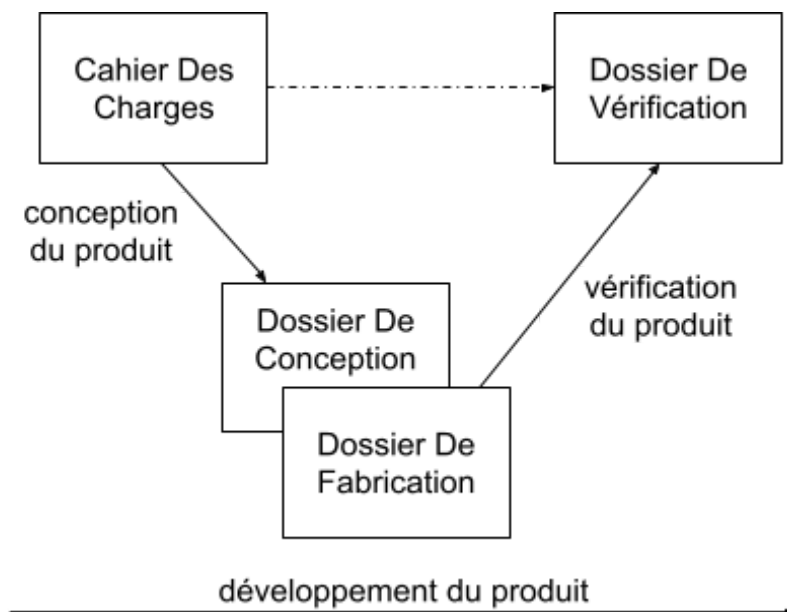 Cahier Des
Charges
Dossier De
Vérification
conception
du produit
vérification
du produit
Dossier De
Conception
Dossier De
Fabrication
développement du produit